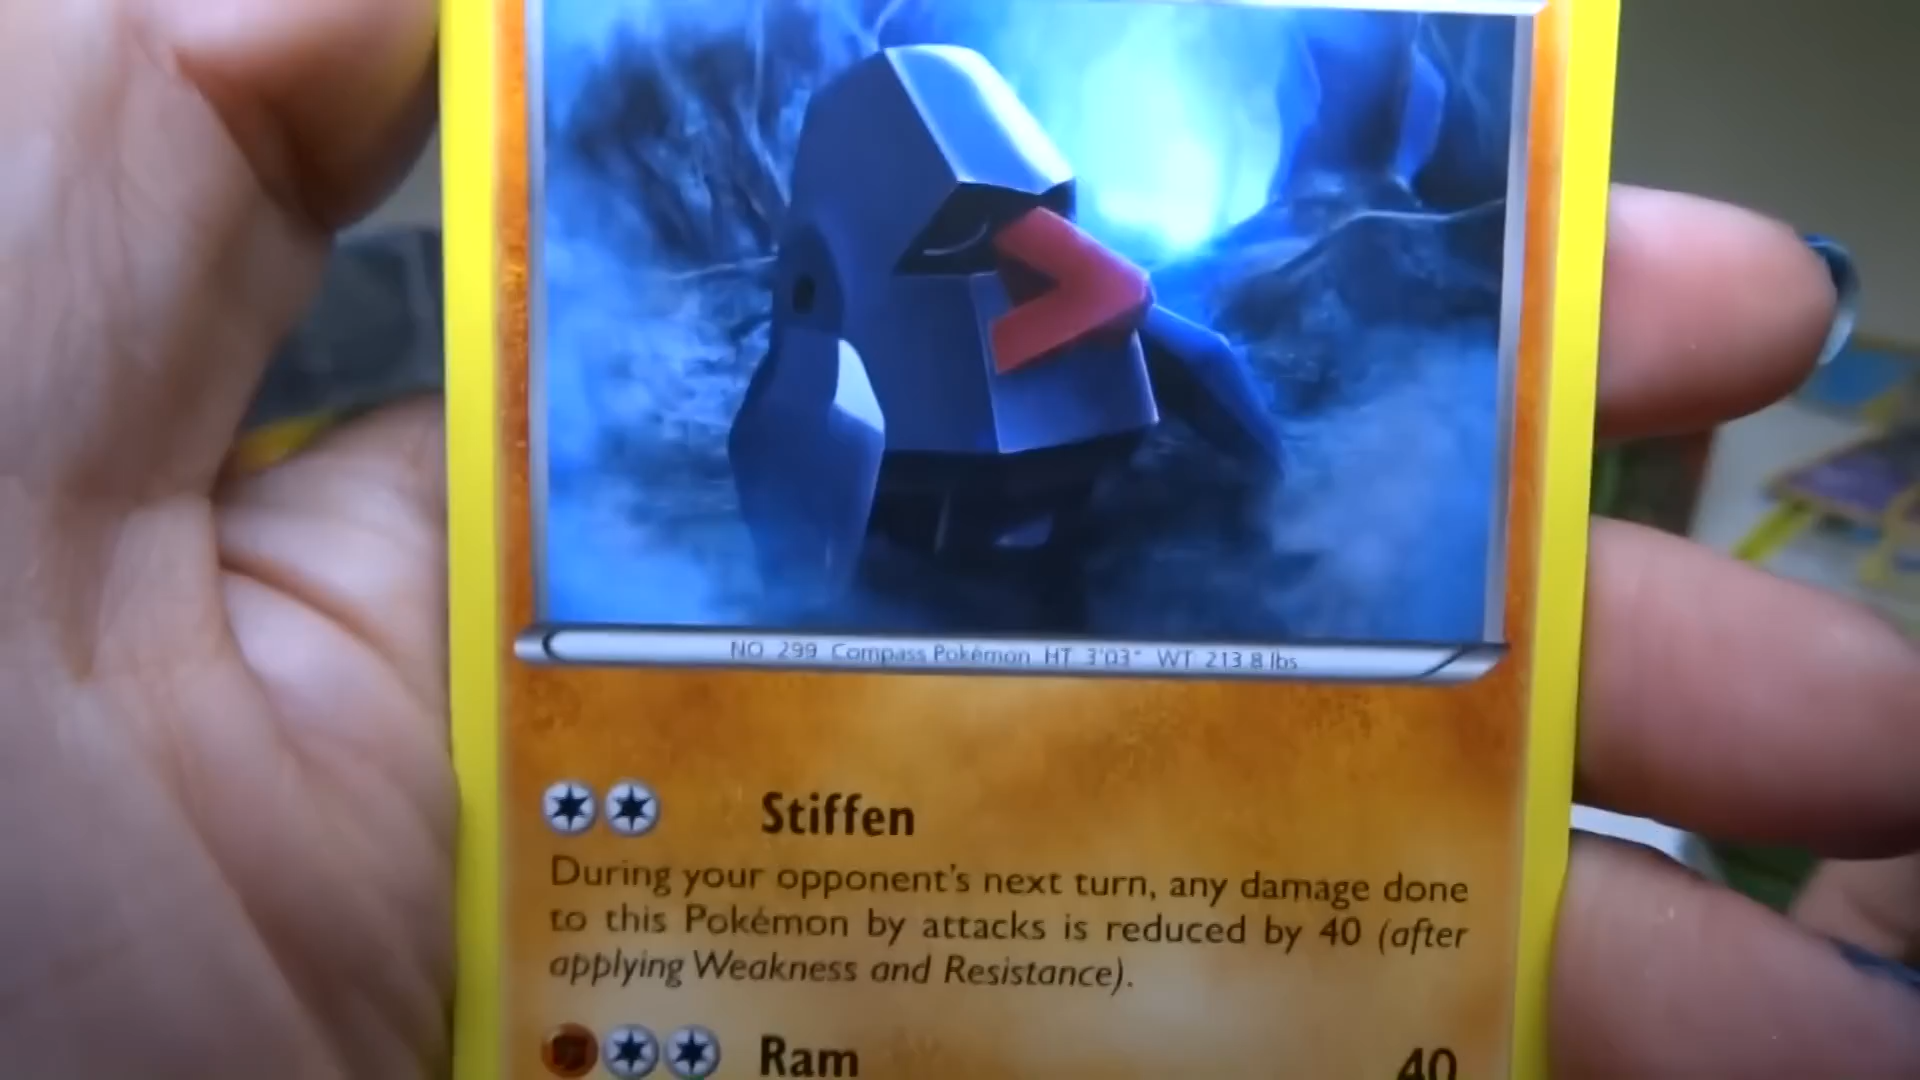 NO. 299 Compass Pokémon HT 3'03" WT 213.8 lbs.
Stiffen
During your opponent's next turn, any damage done
to this Pokémon by attacks is reduced by 40 (after
applying Weakness and Resistance).
Ram 40